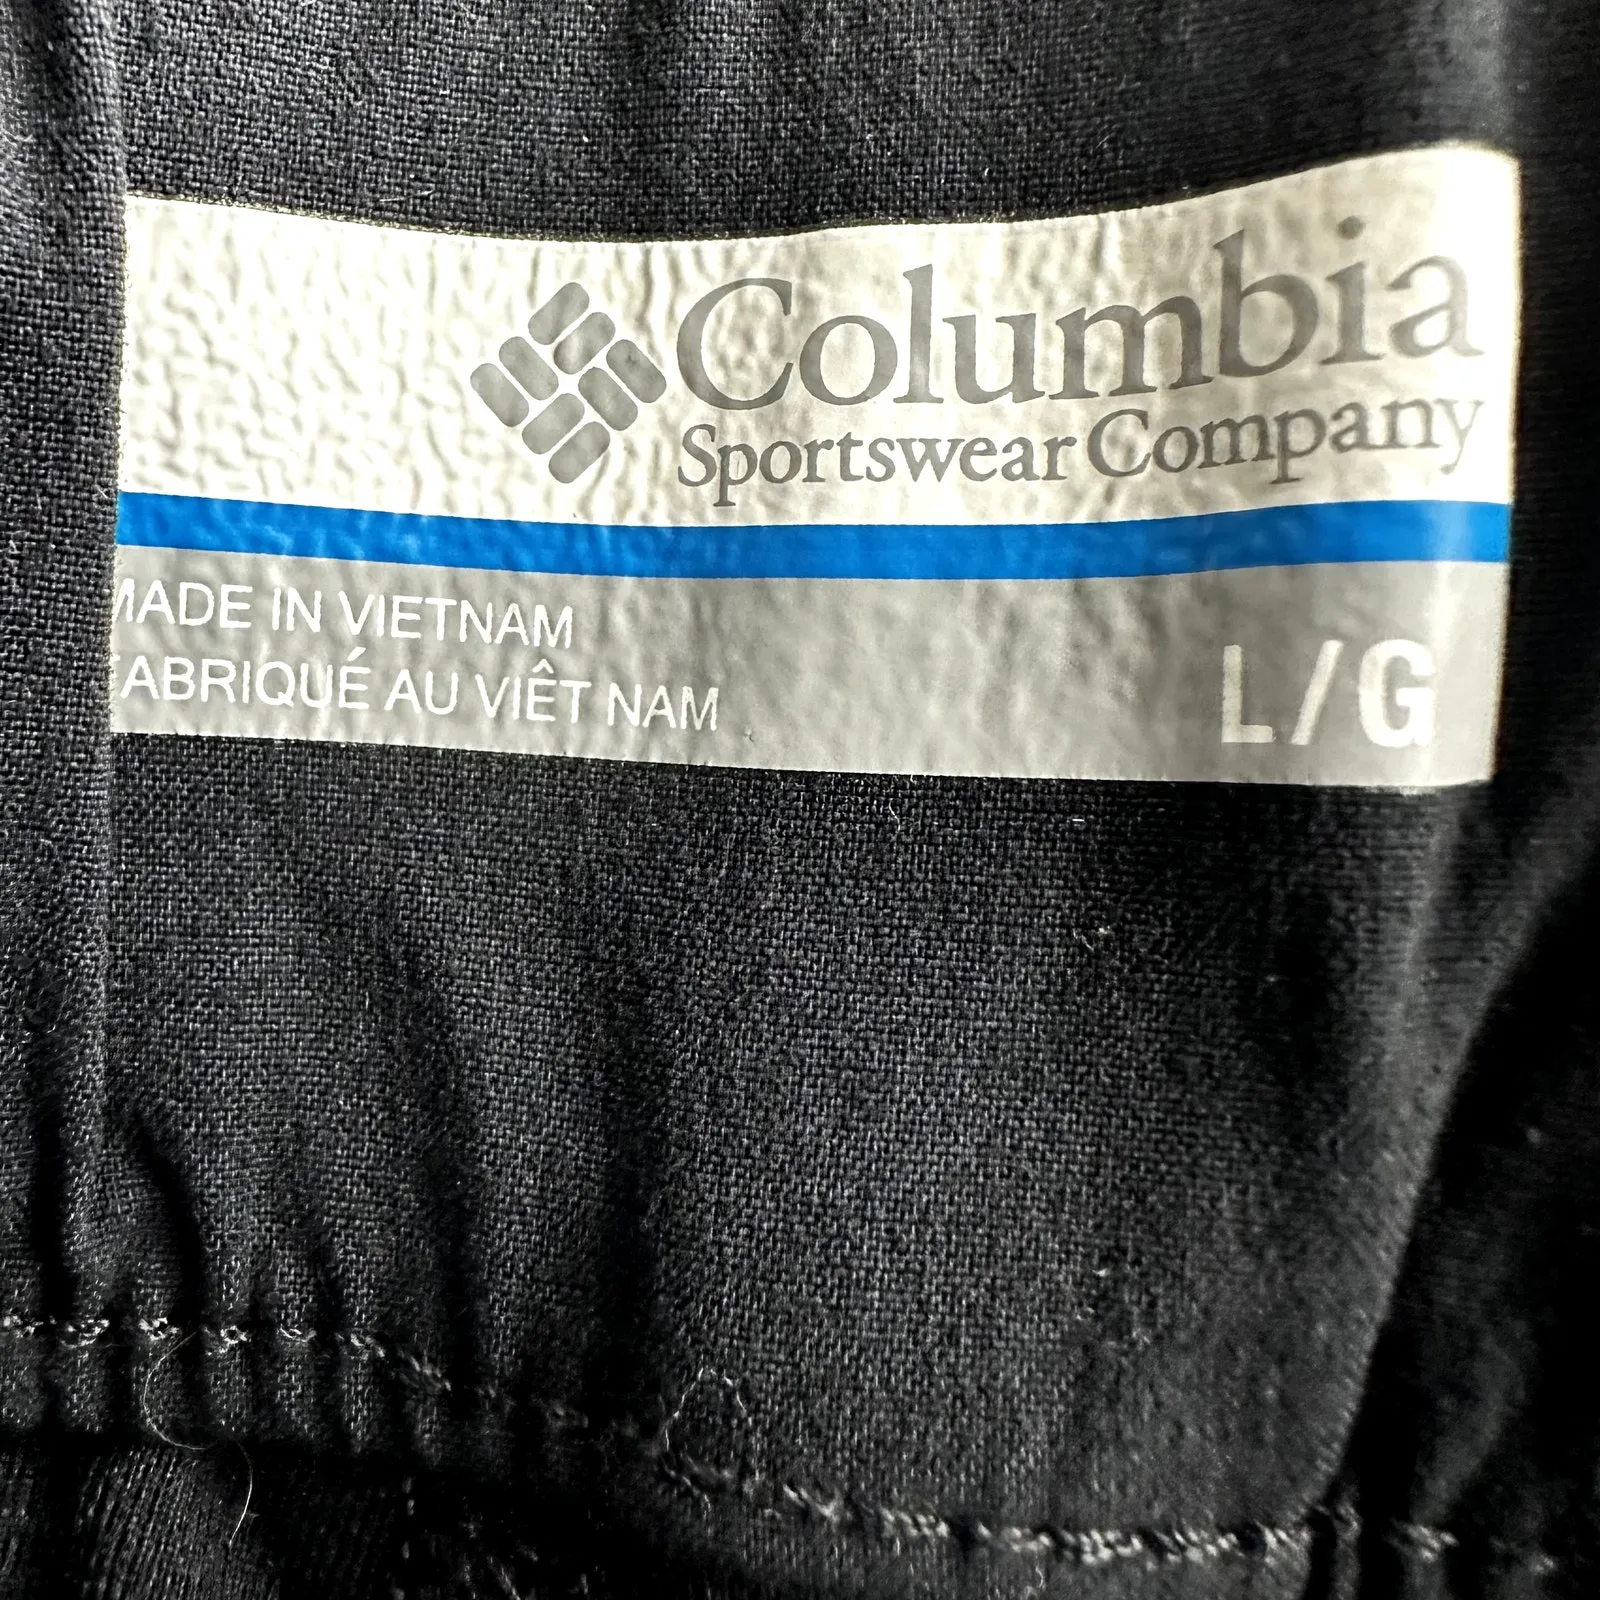 Columbia
Sportswear Company
MADE IN VIETNAM
FABRIQUÉ AU VIÊT NAM
L/G